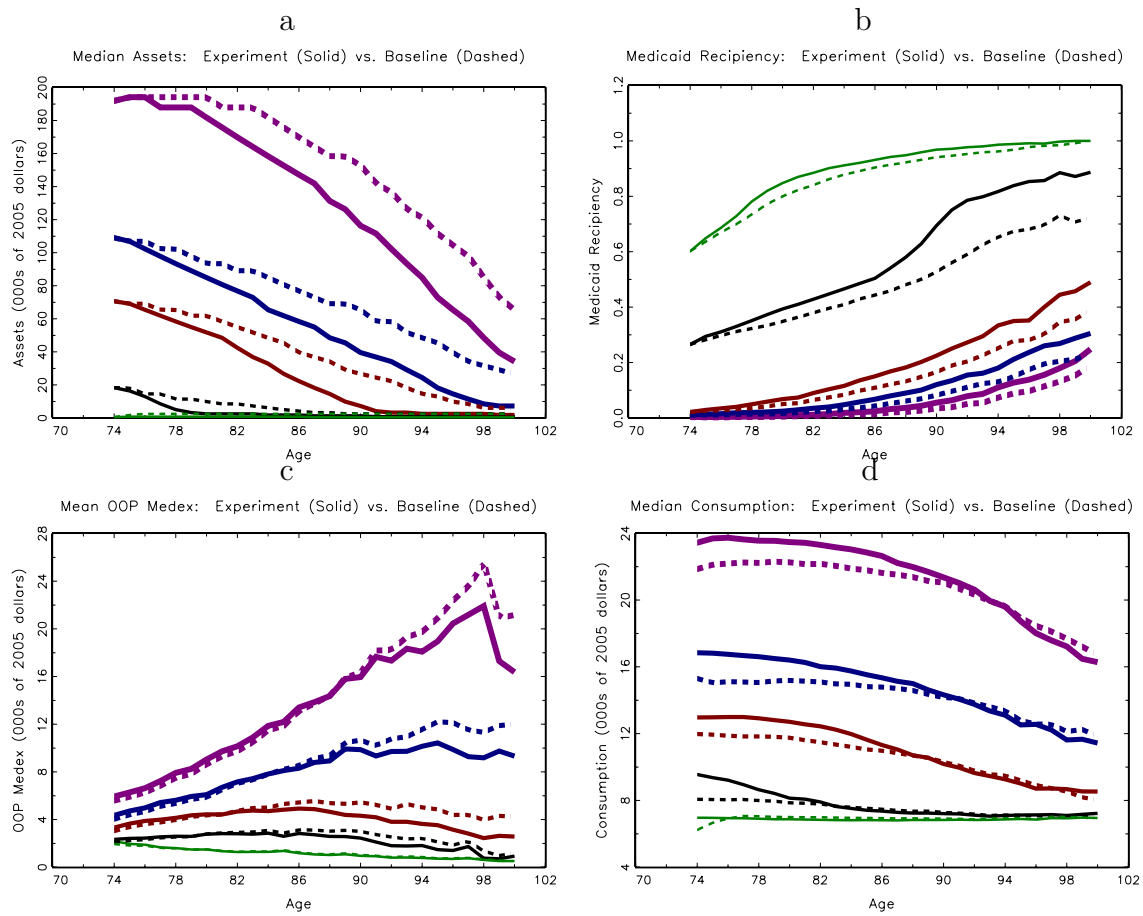 a
Median Assets: Experiment (Solid) vs. Baseline (Dashed)
Assets (000s of 2005 dollars)
0 20 40 60 80 100 120 140 160 180 200
70 74 78 82 86 90 94 98 102
Age
b
Medicaid Recipiency: Experiment (Solid) vs. Baseline (Dashed)
Medicaid Recipiency
0.0 0.2 0.4 0.6 0.8 1.0 1.2
70 74 78 82 86 90 94 98 102
Age
c
Mean OOP Medex: Experiment (Solid) vs. Baseline (Dashed)
OOP Medex (000s of 2005 dollars)
0 4 8 12 16 20 24 28
70 74 78 82 86 90 94 98 102
Age
d
Median Consumption: Experiment (Solid) vs. Baseline (Dashed)
Consumption (000s of 2005 dollars)
4 8 12 16 20 24
70 74 78 82 86 90 94 98 102
Age